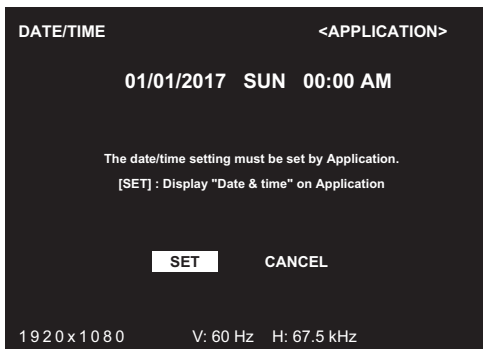 DATE/TIME <APPLICATION>
01/01/2017 SUN 00:00 AM
The date/time setting must be set by Application.
[SET] : Display "Date & time" on Application
SET CANCEL
1920x1080 V: 60 Hz H: 67.5 kHz